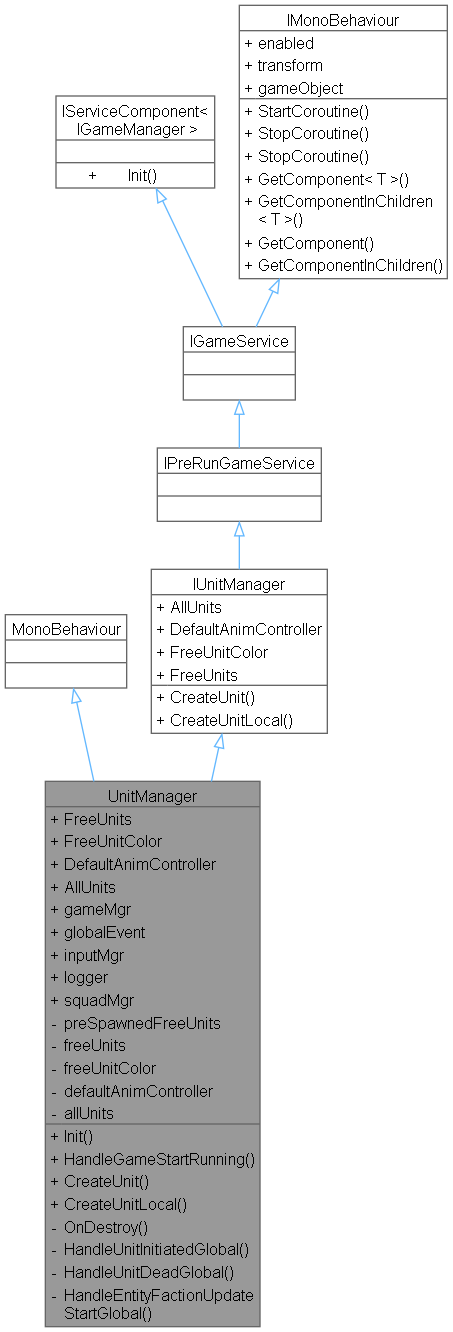 IMonoBehaviour
+ enabled
+ transform
+ gameObject
+ StartCoroutine()
+ StopCoroutine()
+ StopCoroutine()
+ GetComponent< T >()
+ GetComponentInChildren
< T >()
+ GetComponent()
+ GetComponentInChildren()
IServiceComponent<
IGameManager >
+ Init()
IGameService
IPreRunGameService
IUnitManager
+ AllUnits
+ DefaultAnimController
+ FreeUnitColor
+ FreeUnits
+ CreateUnit()
+ CreateUnitLocal()
MonoBehaviour
UnitManager
+ FreeUnits
+ FreeUnitColor
+ DefaultAnimController
+ AllUnits
+ gameMgr
+ globalEvent
+ inputMgr
+ logger
+ squadMgr
- preSpawnedFreeUnits
- freeUnits
- freeUnitColor
- defaultAnimController
- allUnits
+ Init()
+ HandleGameStartRunning()
+ CreateUnit()
+ CreateUnitLocal()
- OnDestroy()
- HandleUnitInitiatedGlobal()
- HandleUnitDeadGlobal()
- HandleEntityFactionUpdate
StartGlobal()